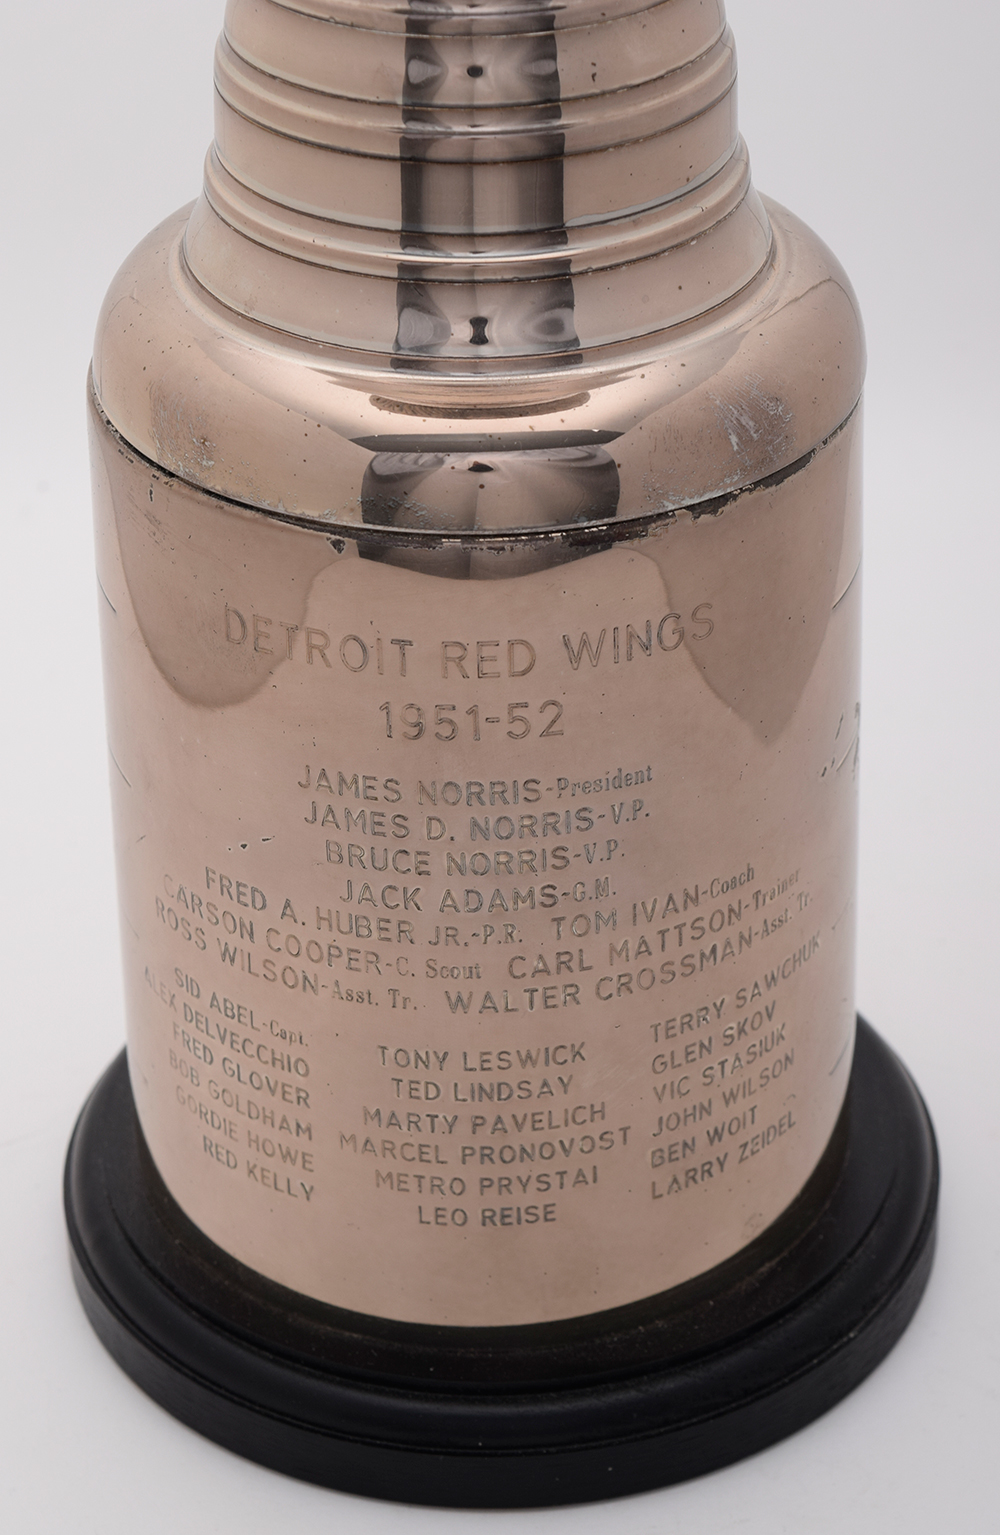 DETROIT RED WINGS
1951-52
JAMES NORRIS-President
JAMES D. NORRIS-V.P.
BRUCE NORRIS-V.P.
JACK ADAMS-G.M.
FRED A. HUBER JR.-P.R. TOM IVAN-Coach
CARSON COOPER-C. Scout CARL MATTSON-Trainer
ROSS WILSON-Asst. Tr. WALTER CROSSMAN-Asst. Tr.
SID ABEL-Capt.
ALEX DELVECCHIO
FRED GLOVER
BOB GOLDHAM
GORDIE HOWE
RED KELLY
TONY LESWICK
TED LINDSAY
MARTY PAVELICH
MARCEL PRONOVOST
METRO PRYSTAI
LEO REISE
TERRY SAWCHUK
GLEN SKOV
VIC STASIUK
JOHN WILSON
BEN WOIT
LARRY ZEIDEL